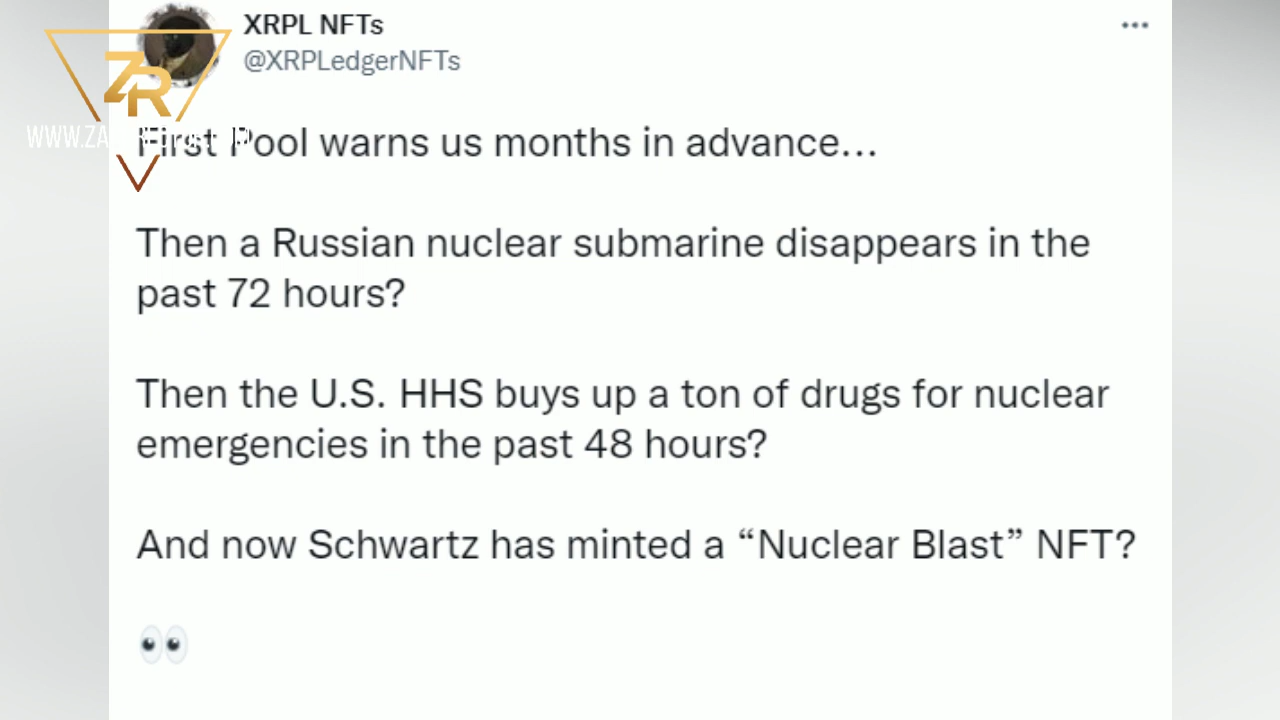 XRPL NFTs
@XRPLedgerNFTs
ZR
First Pool warns us months in advance...
Then a Russian nuclear submarine disappears in the
past 72 hours?
Then the U.S. HHS buys up a ton of drugs for nuclear
emergencies in the past 48 hours?
And now Schwartz has minted a “Nuclear Blast” NFT?